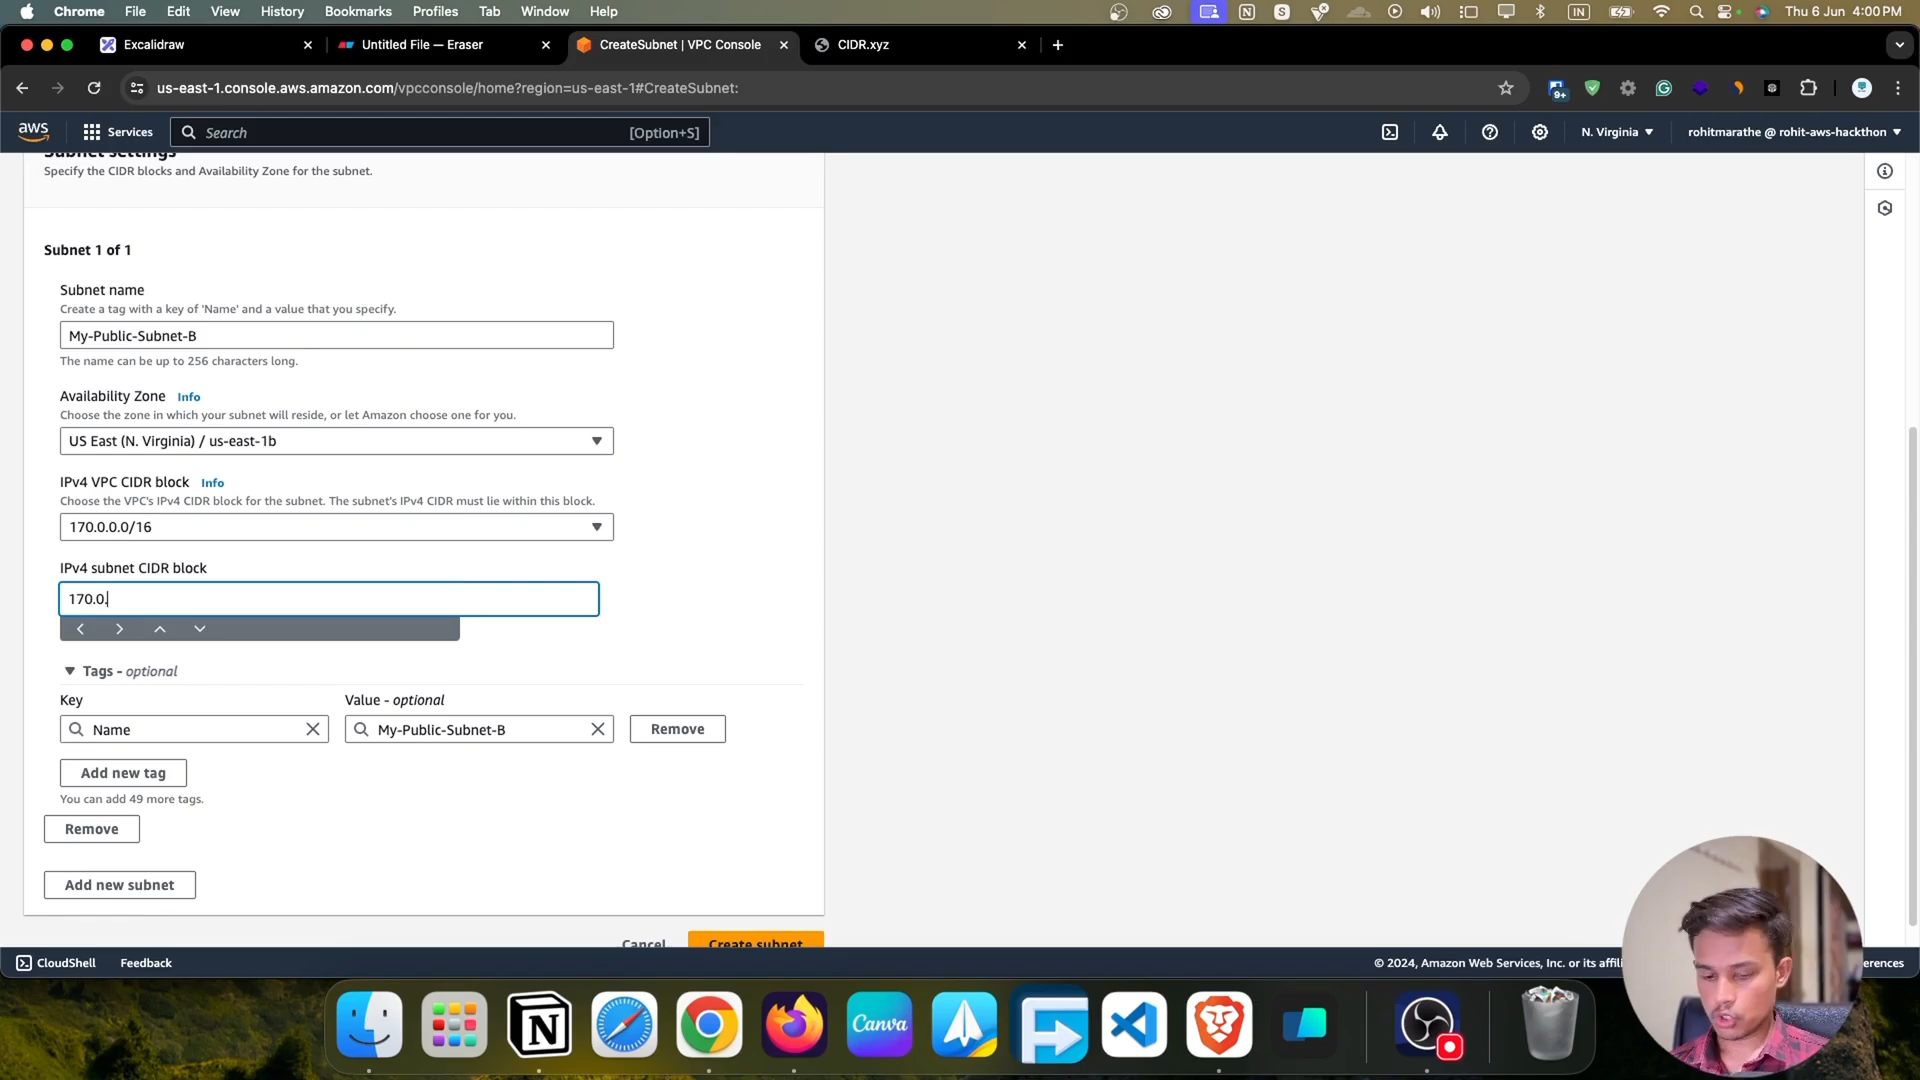 Chrome File Edit View History Bookmarks Profiles Tab Window Help IN Thu 6 Jun 4:00 PM
Excalidraw Untitled File — Eraser CreateSubnet | VPC Console CIDR.xyz
us-east-1.console.aws.amazon.com/vpcconsole/home?region=us-east-1#CreateSubnet: 9+
aws Services Search [Option+S] N. Virginia rohitmarathe @ rohit-aws-hackthon
Subnet settings
Specify the CIDR blocks and Availability Zone for the subnet.
Subnet 1 of 1
Subnet name
Create a tag with a key of 'Name' and a value that you specify.
My-Public-Subnet-B
The name can be up to 256 characters long.
Availability Zone Info
Choose the zone in which your subnet will reside, or let Amazon choose one for you.
US East (N. Virginia) / us-east-1b
IPv4 VPC CIDR block Info
Choose the VPC's IPv4 CIDR block for the subnet. The subnet's IPv4 CIDR must lie within this block.
170.0.0.0/16
IPv4 subnet CIDR block
170.0.
Tags - optional
Key Value - optional
Name My-Public-Subnet-B Remove
Add new tag
You can add 49 more tags.
Remove
Add new subnet
Cancel Create subnet
CloudShell Feedback © 2024, Amazon Web Services, Inc. or its affili erences
Canva